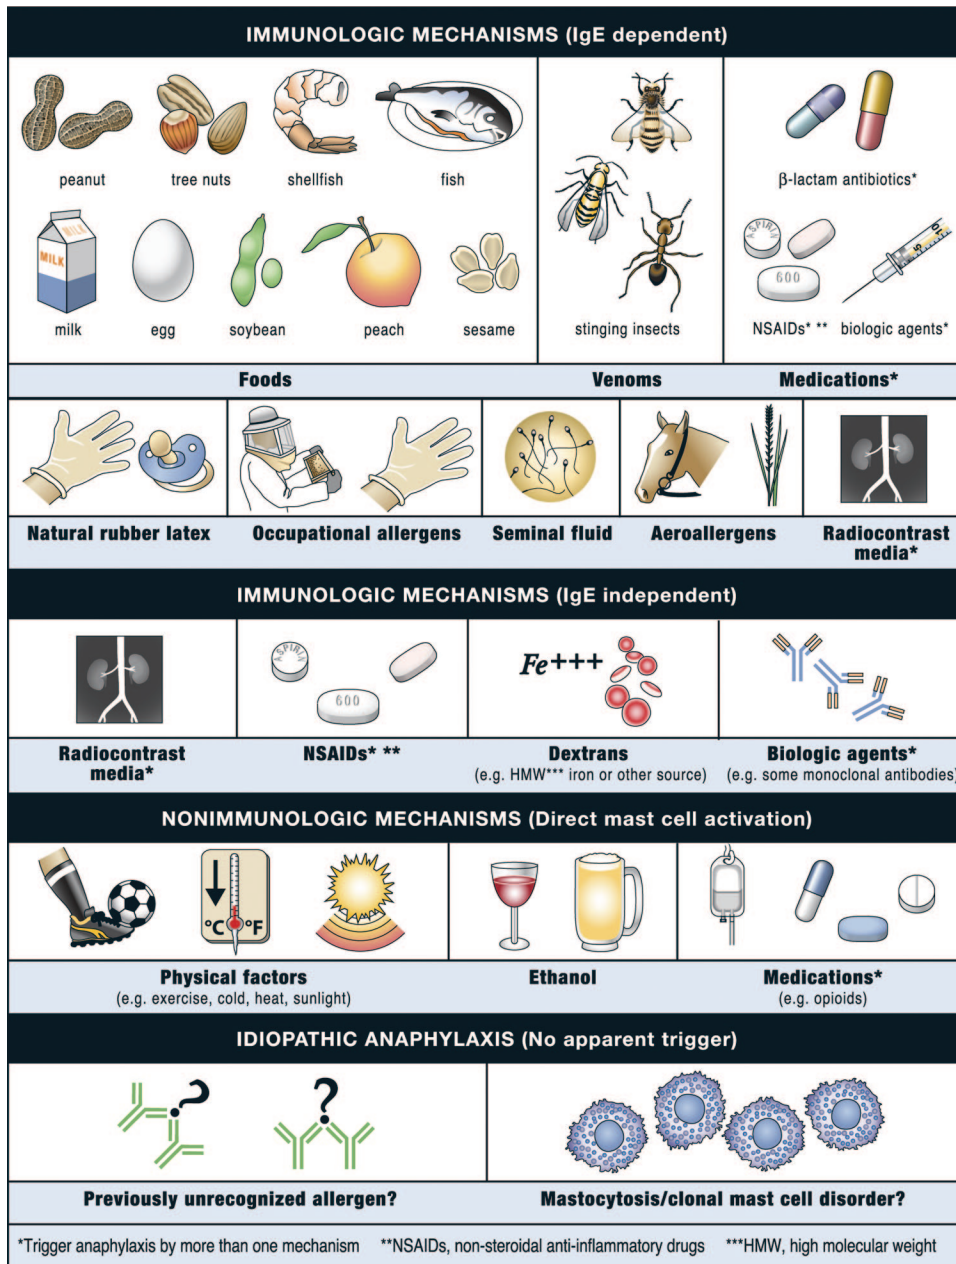 IMMUNOLOGIC MECHANISMS (IgE dependent)
peanut
tree nuts
shellfish
fish
β-lactam antibiotics*
MILK
MILK
milk
egg
soybean
peach
sesame
stinging insects
ASPIRIN
600
5
10
NSAIDs* **
biologic agents*
Foods
Venoms
Medications*
Natural rubber latex
Occupational allergens
Seminal fluid
Aeroallergens
Radiocontrast
media*
IMMUNOLOGIC MECHANISMS (IgE independent)
ASPIRIN
600
Fe+++
Radiocontrast
media*
NSAIDs* **
Dextrans
(e.g. HMW*** iron or other source)
Biologic agents*
(e.g. some monoclonal antibodies)
NONIMMUNOLOGIC MECHANISMS (Direct mast cell activation)
°C °F
Physical factors
(e.g. exercise, cold, heat, sunlight)
Ethanol
Medications*
(e.g. opioids)
IDIOPATHIC ANAPHYLAXIS (No apparent trigger)
?
?
Previously unrecognized allergen?
Mastocytosis/clonal mast cell disorder?
*Trigger anaphylaxis by more than one mechanism **NSAIDs, non-steroidal anti-inflammatory drugs ***HMW, high molecular weight